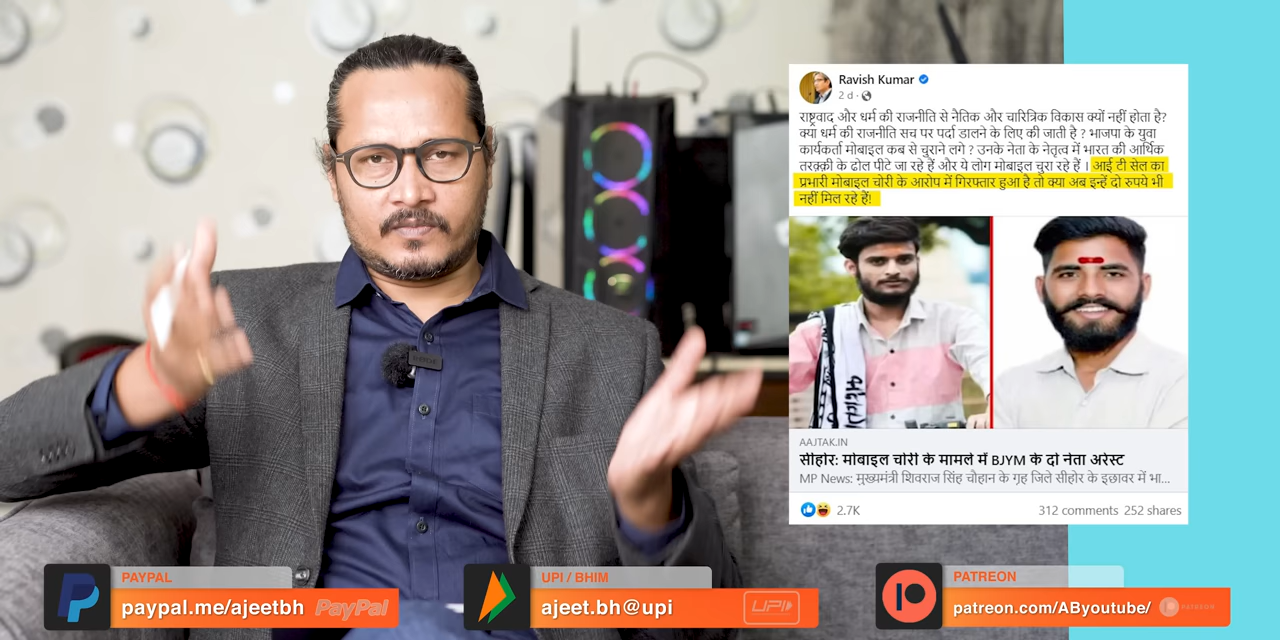 Ravish Kumar
2 d
राष्ट्रवाद और धर्म की राजनीति से नैतिक और चारित्रिक विकास क्यों नहीं होता है?
क्या धर्म की राजनीति सच पर पर्दा डालने के लिए की जाती है ? भाजपा के युवा
कार्यकर्ता मोबाइल कब से चुराने लगे ? उनके नेता के नेतृत्व में भारत की आर्थिक
तरक़्क़ी के ढोल पीटे जा रहे हैं और ये लोग मोबाइल चुरा रहे हैं । आई टी सेल का
प्रभारी मोबाइल चोरी के आरोप में गिरफ्तार हुआ है तो क्या अब इन्हें दो रुपये भी
नहीं मिल रहे हैं!
AAJTAK.IN
सीहोर: मोबाइल चोरी के मामले में BJYM के दो नेता अरेस्ट
MP News: मुख्यमंत्री शिवराज सिंह चौहान के गृह जिले सीहोर के इछावर में भा...
2.7K 312 comments 252 shares
PAYPAL
paypal.me/ajeetbh PayPal
UPI / BHIM
ajeet.bh@upi UPI
PATREON
patreon.com/AByoutube/ PATREON